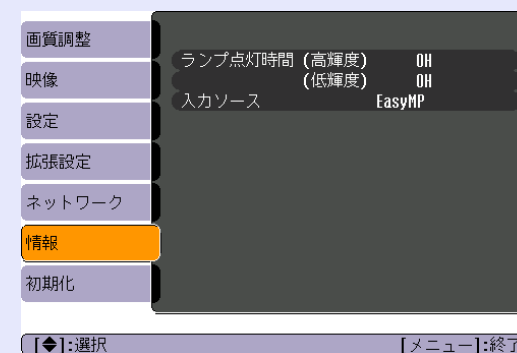 画質調整
映像
設定
拡張設定
ネットワーク
情報
初期化
ランプ点灯時間 (高輝度) 0H
(低輝度) 0H
入力ソース EasyMP
[◆]:選択 [メニュー]:終了